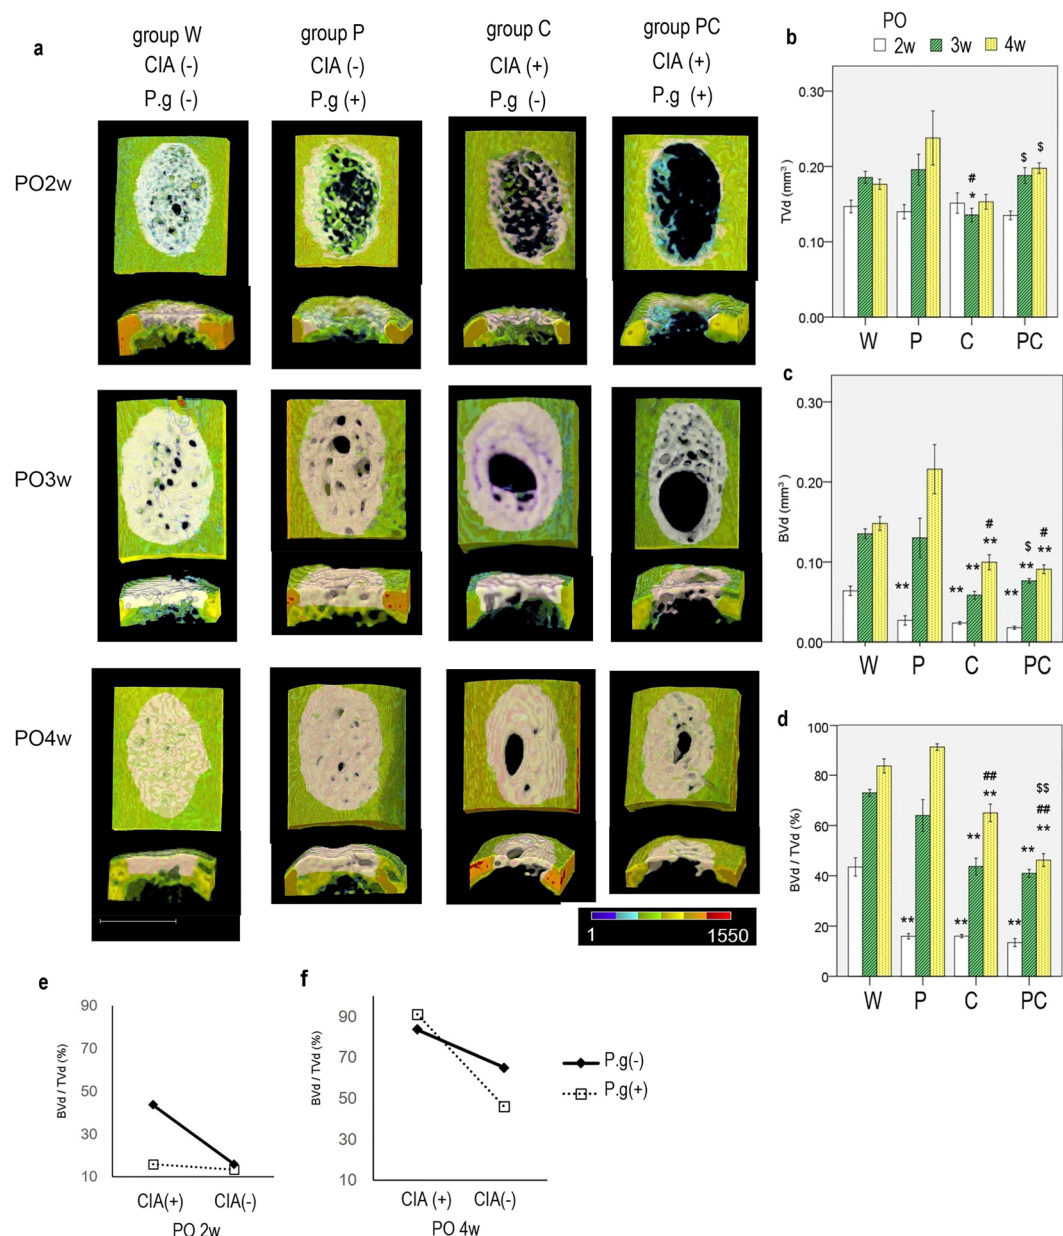 a
group W
CIA (-)
P.g (-)
group P
CIA (-)
P.g (+)
group C
CIA (+)
P.g (-)
group PC
CIA (+)
P.g (+)
PO2w
PO3w
PO4w
1 1550
b
PO
2w 3w 4w
TVd (mm³)
0.30
0.20
0.10
0.00
#
*
$
$
W P C PC
c
BVd (mm³)
0.30
0.20
0.10
0.00
**
**
**
#
**
**
$
**
#
**
W P C PC
d
BVd / TVd (%)
100
80
60
40
20
0
**
**
**
##
**
**
**
$$
##
**
W P C PC
e
BVd / TVd (%)
90
70
50
30
10
CIA(+) CIA(-)
PO 2w
f
BVd / TVd (%)
90
70
50
30
10
CIA (+) CIA(-)
PO 4w
P.g(-)
P.g(+)